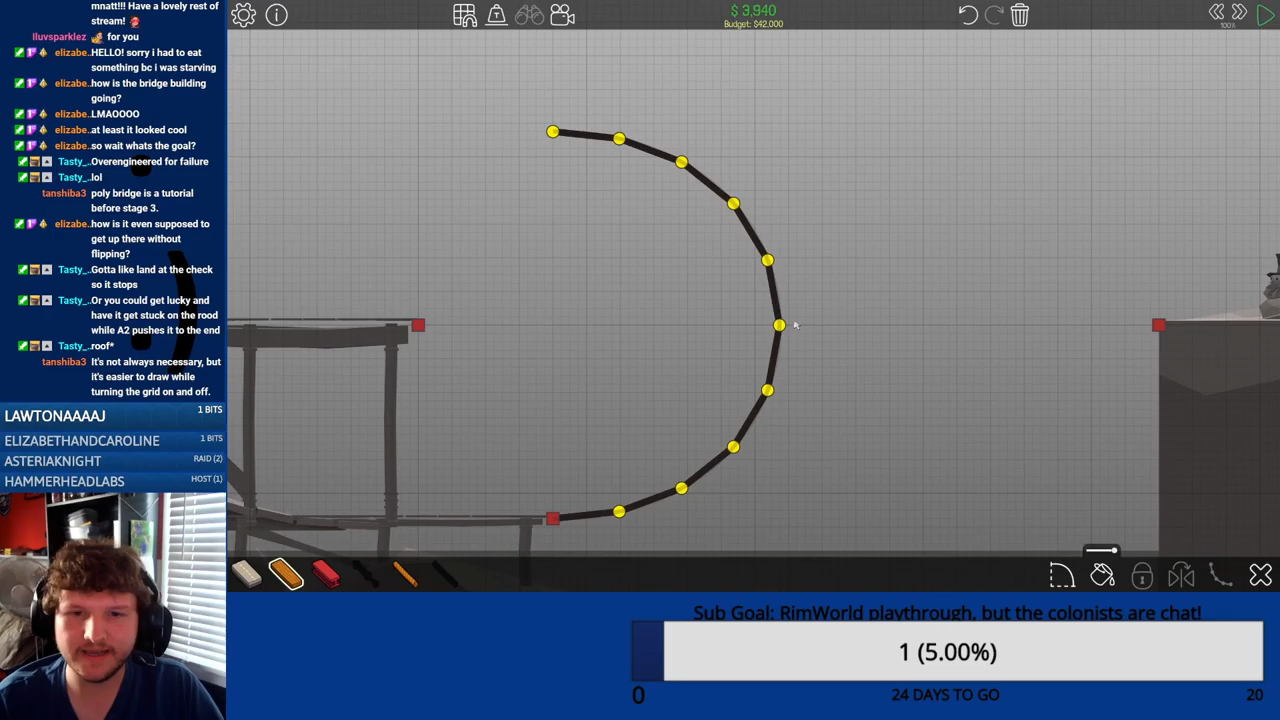 mnatt!!! Have a lovely rest of
stream!
Iluvsparklez for you
elizabe.. HELLO! sorry i had to eat
something bc i was starving
elizabe.. how is the bridge building
going?
elizabe.. LMAOOOO
elizabe.. at least it looked cool
elizabe.. so wait whats the goal?
Tasty_.. Overengineered for failure
Tasty_.. lol
tanshiba3 poly bridge is a tutorial
before stage 3.
elizabe.. how is it even supposed to
get up there without
flipping?
Tasty_.. Gotta like land at the check
so it stops
Tasty_.. Or you could get lucky and
have it get stuck on the rood
while A2 pushes it to the end
Tasty_.. roof*
tanshiba3 It's not always necessary, but
it's easier to draw while
turning the grid on and off.
LAWTONAAAAJ 1 BITS
ELIZABETHANDCAROLINE 1 BITS
ASTERIAKNIGHT RAID (2)
HAMMERHEADLABS HOST (1)
$ 3,940
Budget: $42,000
100%
Sub Goal: RimWorld playthrough, but the colonists are chat!
1 (5.00%)
0 24 DAYS TO GO 20